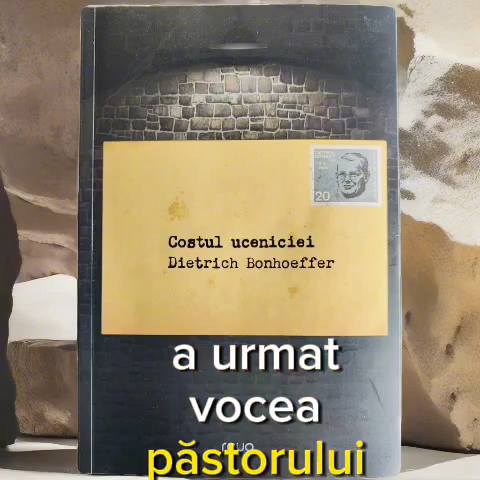 20
Costul uceniciei
Dietrich Bonhoeffer
a urmat
vocea
păstorului